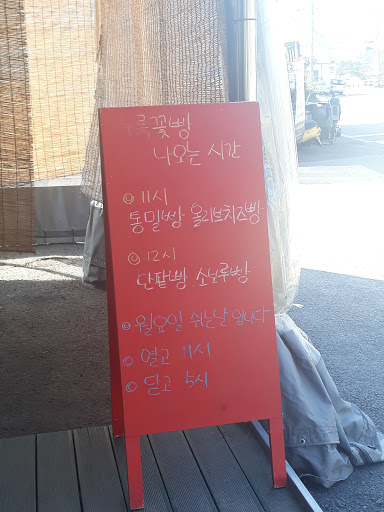 누룩꽃빵
나오는 시간
◎ 11시
통밀빵 올리브치즈빵
◎ 12시
단팥빵 소보루빵
◎ 월요일 쉬는날 입니다
◎ 열고 11시
◎ 닫고 5시